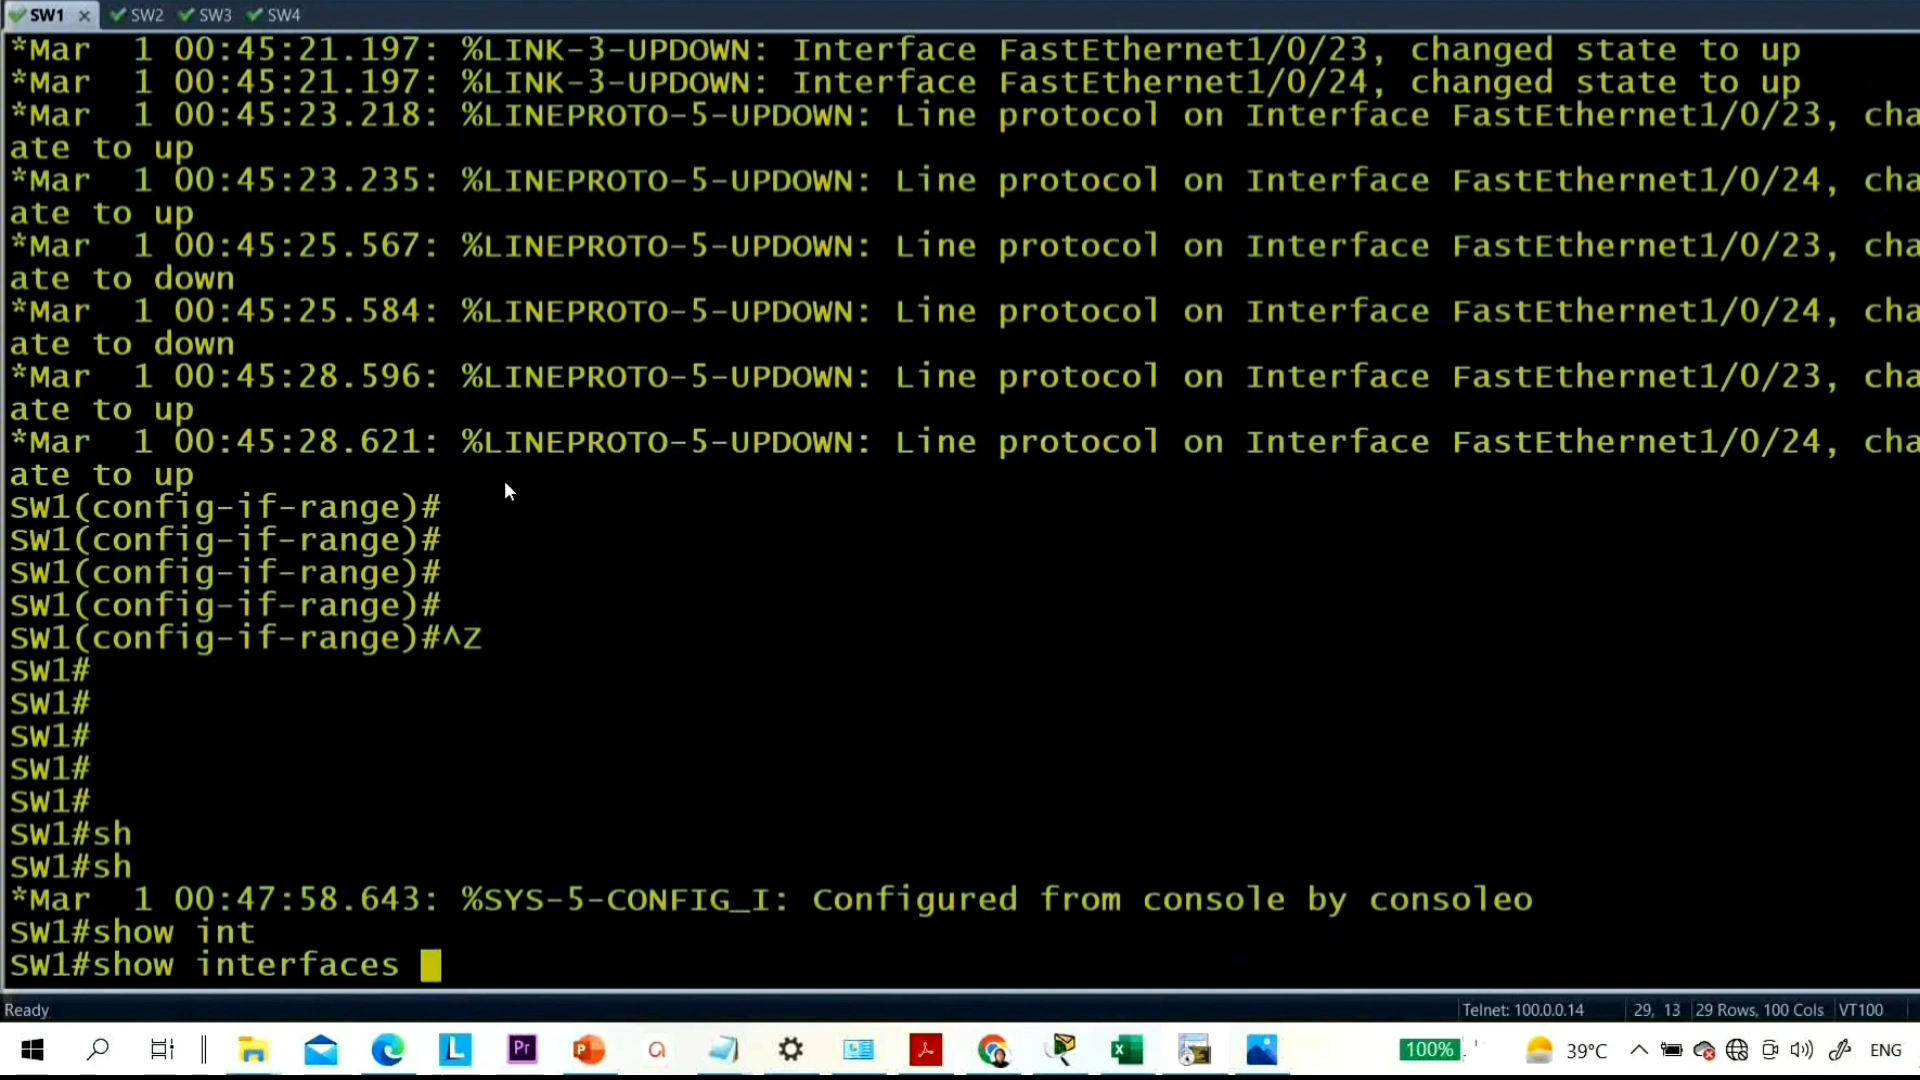 SW1 × SW2 SW3 SW4
*Mar  1 00:45:21.197: %LINK-3-UPDOWN: Interface FastEthernet1/0/23, changed state to up
*Mar  1 00:45:21.197: %LINK-3-UPDOWN: Interface FastEthernet1/0/24, changed state to up
*Mar  1 00:45:23.218: %LINEPROTO-5-UPDOWN: Line protocol on Interface FastEthernet1/0/23, cha
ate to up
*Mar  1 00:45:23.235: %LINEPROTO-5-UPDOWN: Line protocol on Interface FastEthernet1/0/24, cha
ate to up
*Mar  1 00:45:25.567: %LINEPROTO-5-UPDOWN: Line protocol on Interface FastEthernet1/0/23, cha
ate to down
*Mar  1 00:45:25.584: %LINEPROTO-5-UPDOWN: Line protocol on Interface FastEthernet1/0/24, cha
ate to down
*Mar  1 00:45:28.596: %LINEPROTO-5-UPDOWN: Line protocol on Interface FastEthernet1/0/23, cha
ate to up
*Mar  1 00:45:28.621: %LINEPROTO-5-UPDOWN: Line protocol on Interface FastEthernet1/0/24, cha
ate to up
SW1(config-if-range)#
SW1(config-if-range)#
SW1(config-if-range)#
SW1(config-if-range)#
SW1(config-if-range)#^Z
SW1#
SW1#
SW1#
SW1#
SW1#
SW1#sh
SW1#sh
*Mar  1 00:47:58.643: %SYS-5-CONFIG_I: Configured from console by consoleo
SW1#show int
SW1#show interfaces
Ready Telnet: 100.0.0.14 29, 13 29 Rows, 100 Cols VT100
L Pr P X 100% 39°C ENG